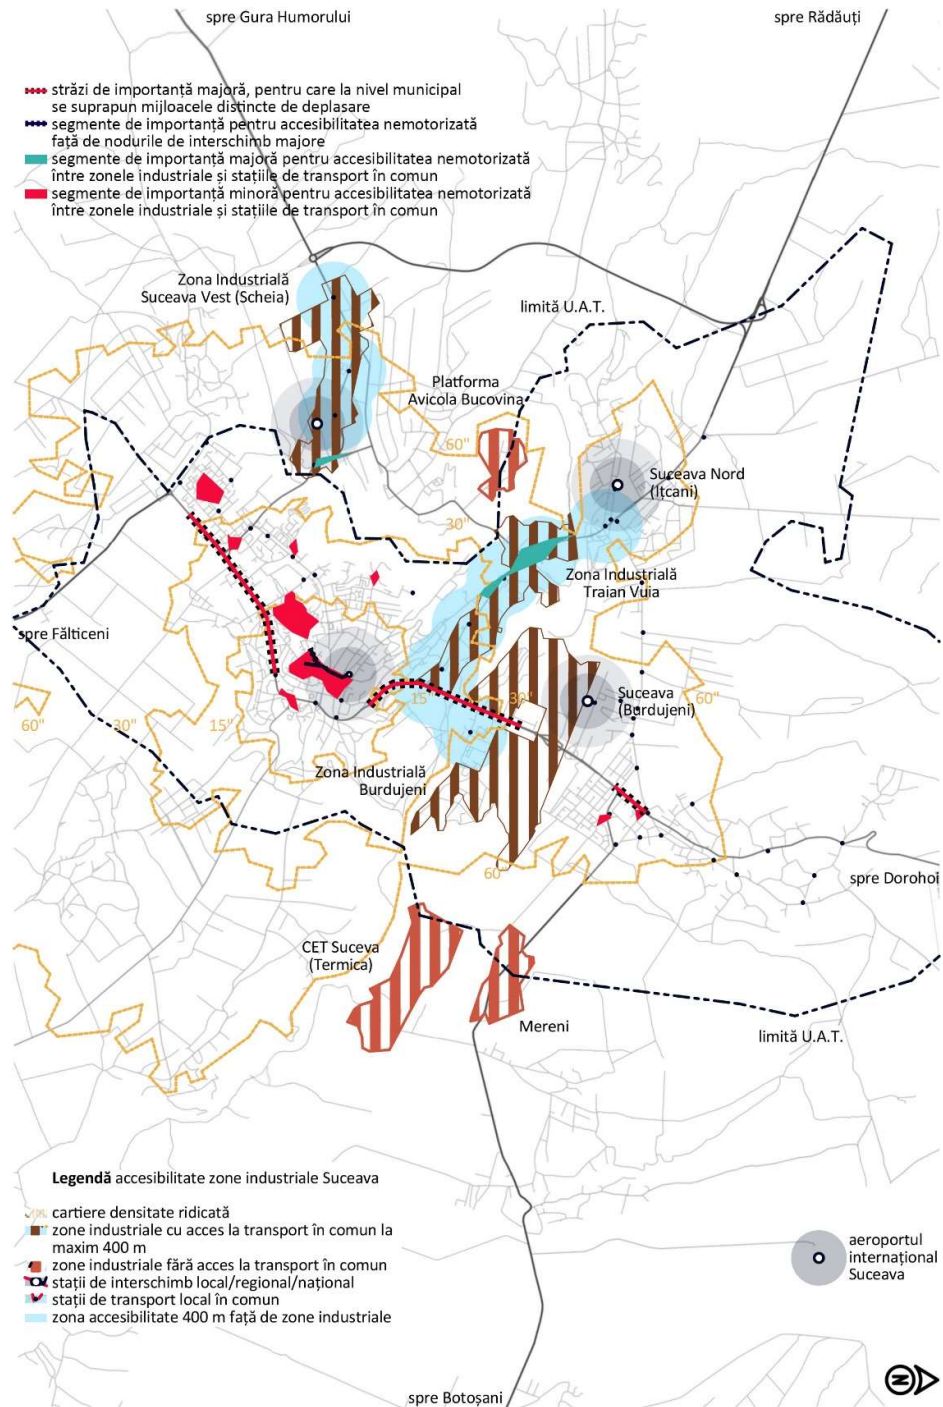 spre Gura Humorului
spre Rădăuți
străzi de importanță majoră, pentru care la nivel municipal
se suprapun mijloacele distincte de deplasare
segmente de importanță pentru accesibilitatea nemotorizată
față de nodurile de interschimb majore
segmente de importanță majoră pentru accesibilitatea nemotorizată
între zonele industriale și stațiile de transport în comun
segmente de importanță minoră pentru accesibilitatea nemotorizată
între zonele industriale și stațiile de transport în comun
Zona Industrială
Suceava Vest (Scheia)
limită U.A.T.
Platforma
Avicola Bucovina
60"
Suceava Nord
(Ițcani)
30"
Zona Industrială
Traian Vuia
spre Fălticeni
60"
30"
15"
15"
30"
Suceava
(Burdujeni)
60"
Zona Industrială
Burdujeni
60"
spre Dorohoi
CET Suceva
(Termica)
Mereni
limită U.A.T.
Legendă accesibilitate zone industriale Suceava
cartiere densitate ridicată
zone industriale cu acces la transport în comun la
maxim 400 m
zone industriale fără acces la transport în comun
stații de interschimb local/regional/național
stații de transport local în comun
zona accesibilitate 400 m față de zone industriale
aeroportul
internațional
Suceava
N
spre Botoșani